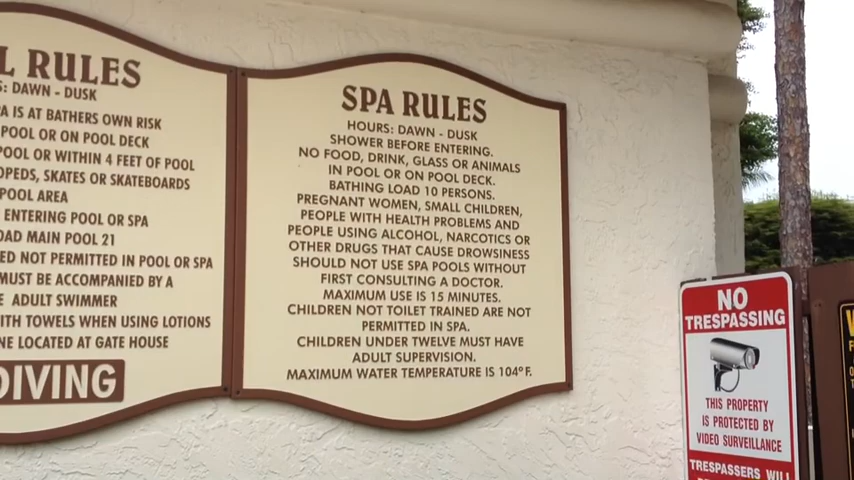 RULES
DAWN - DUSK
IS AT BATHERS OWN RISK
POOL OR ON POOL DECK.
POOL OR WITHIN 4 FEET OF POOL
SKATES OR SKATEBOARDS
POOL AREA
ENTERING POOL OR SPA
MAIN POOL 21
NOT PERMITTED IN POOL OR SPA
MUST BE ACCOMPANIED BY A
ADULT SWIMMER
WITH TOWELS WHEN USING LOTIONS
LOCATED AT GATE HOUSE
DIVING
SPA RULES
HOURS: DAWN - DUSK
SHOWER BEFORE ENTERING.
NO FOOD, DRINK, GLASS OR ANIMALS
IN POOL OR ON POOL DECK.
BATHING LOAD 10 PERSONS.
PREGNANT WOMEN, SMALL CHILDREN,
PEOPLE WITH HEALTH PROBLEMS AND
PEOPLE USING ALCOHOL, NARCOTICS OR
OTHER DRUGS THAT CAUSE DROWSINESS
SHOULD NOT USE SPA POOLS WITHOUT
FIRST CONSULTING A DOCTOR.
MAXIMUM USE IS 15 MINUTES.
CHILDREN NOT TOILET TRAINED ARE NOT
PERMITTED IN SPA.
CHILDREN UNDER TWELVE MUST HAVE
ADULT SUPERVISION.
MAXIMUM WATER TEMPERATURE IS 104°F.
NO
TRESPASSING
THIS PROPERTY
IS PROTECTED BY
VIDEO SURVEILLANCE
TRESPASSERS WILL